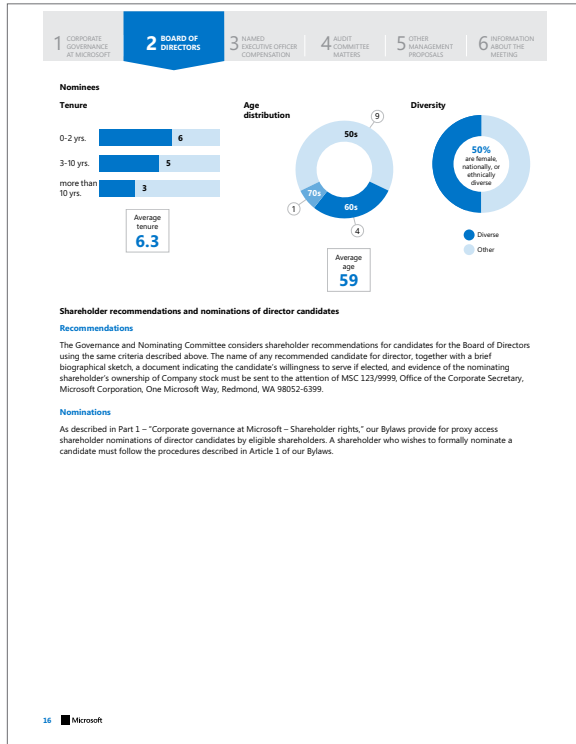 1 CORPORATE
GOVERNANCE
AT MICROSOFT
2 BOARD OF
DIRECTORS
3 NAMED
EXECUTIVE OFFICER
COMPENSATION
4 AUDIT
COMMITTEE
MATTERS
5 OTHER
MANAGEMENT
PROPOSALS
6 INFORMATION
ABOUT THE
MEETING
Nominees
Tenure
0-2 yrs.
6
3-10 yrs.
5
more than
10 yrs.
3
Average
tenure
6.3
Age
distribution
9
50s
70s
60s
1
4
Average
age
59
Diversity
50%
are female,
nationally, or
ethnically
diverse
Diverse
Other
Shareholder recommendations and nominations of director candidates
Recommendations
The Governance and Nominating Committee considers shareholder recommendations for candidates for the Board of Directors
using the same criteria described above. The name of any recommended candidate for director, together with a brief
biographical sketch, a document indicating the candidate's willingness to serve if elected, and evidence of the nominating
shareholder's ownership of Company stock must be sent to the attention of MSC 123/9999, Office of the Corporate Secretary,
Microsoft Corporation, One Microsoft Way, Redmond, WA 98052-6399.
Nominations
As described in Part 1 – "Corporate governance at Microsoft – Shareholder rights," our Bylaws provide for proxy access
shareholder nominations of director candidates by eligible shareholders. A shareholder who wishes to formally nominate a
candidate must follow the procedures described in Article 1 of our Bylaws.
16 Microsoft